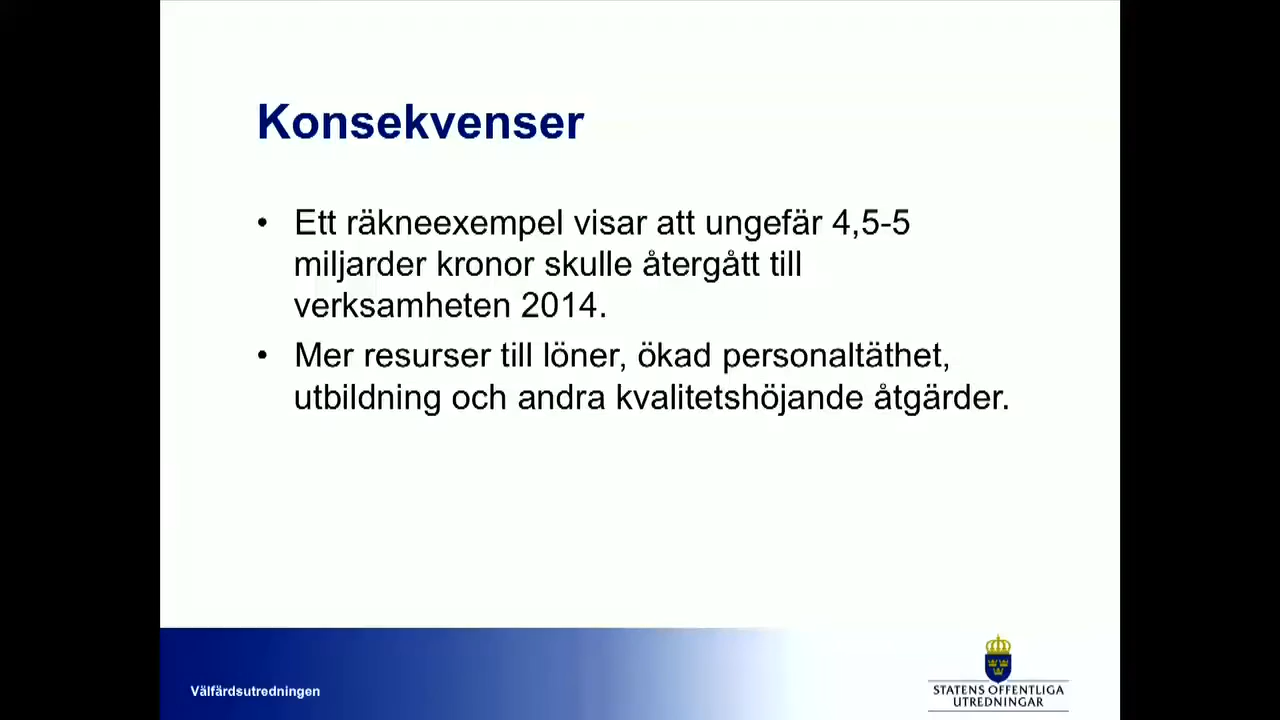 Konsekvenser
• Ett räkneexempel visar att ungefär 4,5-5
miljarder kronor skulle återgått till
verksamheten 2014.
• Mer resurser till löner, ökad personaltäthet,
utbildning och andra kvalitetshöjande åtgärder.
Välfärdsutredningen
STATENS OFFENTLIGA
UTREDNINGAR